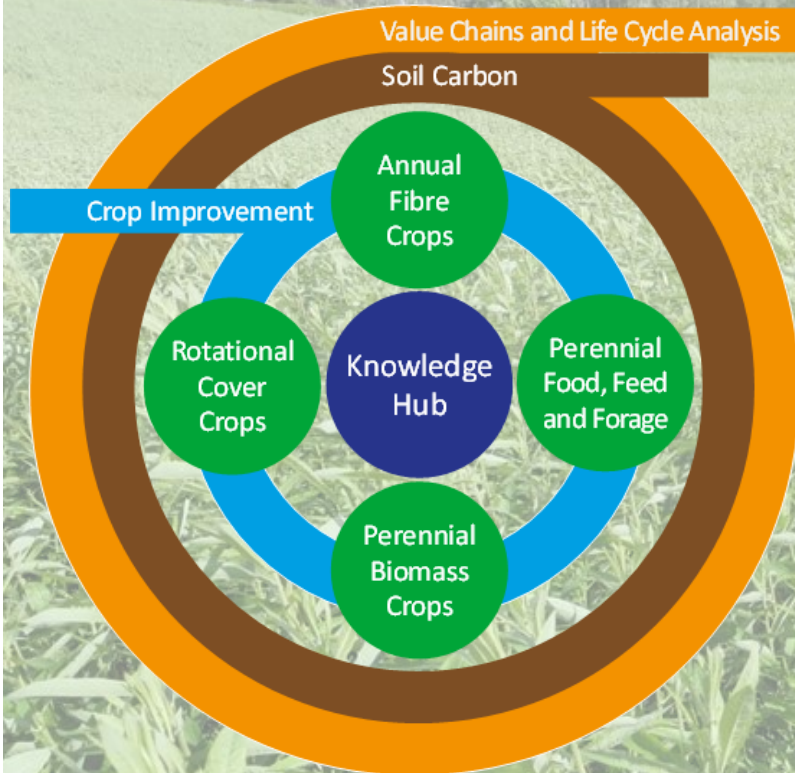 Value Chains and Life Cycle Analysis
Soil Carbon
Annual
Fibre
Crops
Crop Improvement
Rotational
Cover
Crops
Knowledge
Hub
Perennial
Food, Feed
and Forage
Perennial
Biomass
Crops